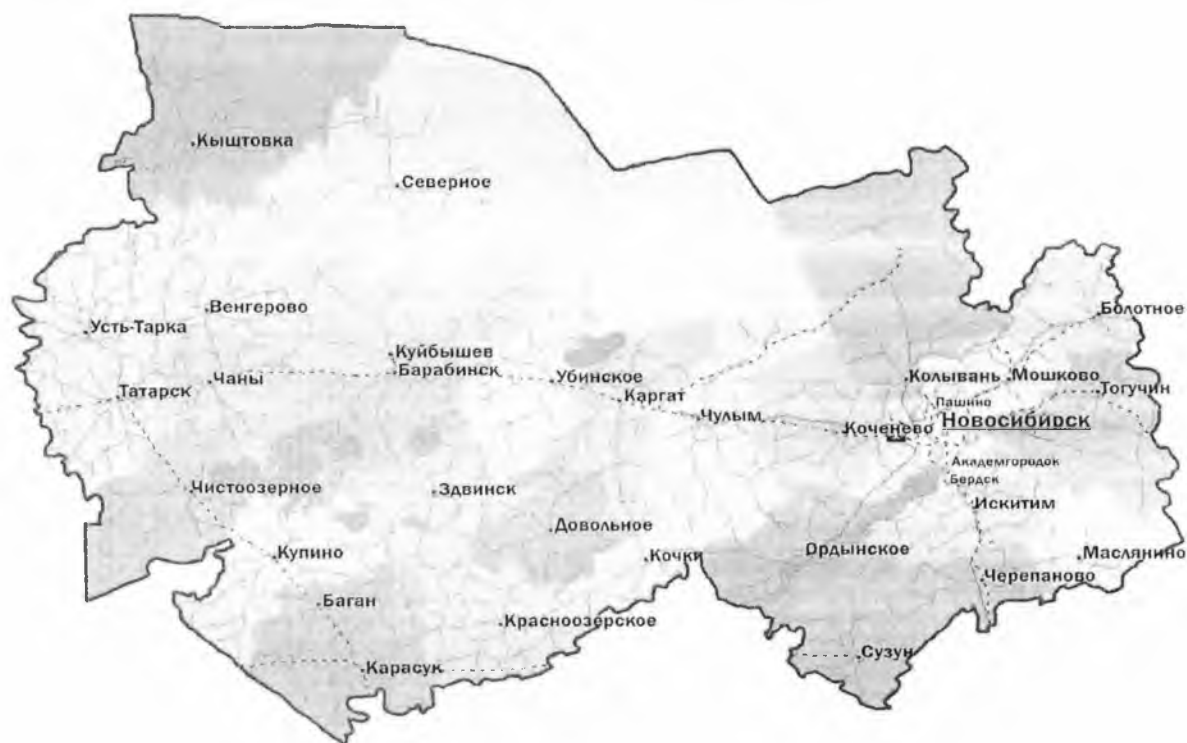 Кыштовка
Северное
Венгерово
Усть-Тарка
Болотное
Куйбышев
Барабинск
Чаны
Татарск
Убинское
Каргат
Колывань
Мошково
Тогучин
Пашино
Чулым
Коченево
Новосибирск
Академгородок
Бердск
Чистоозерное
Здвинск
Искитим
Довольное
Купино
Кочки
Ордынское
Маслянино
Черепаново
Баган
Красноозерское
Сузун
Карасук